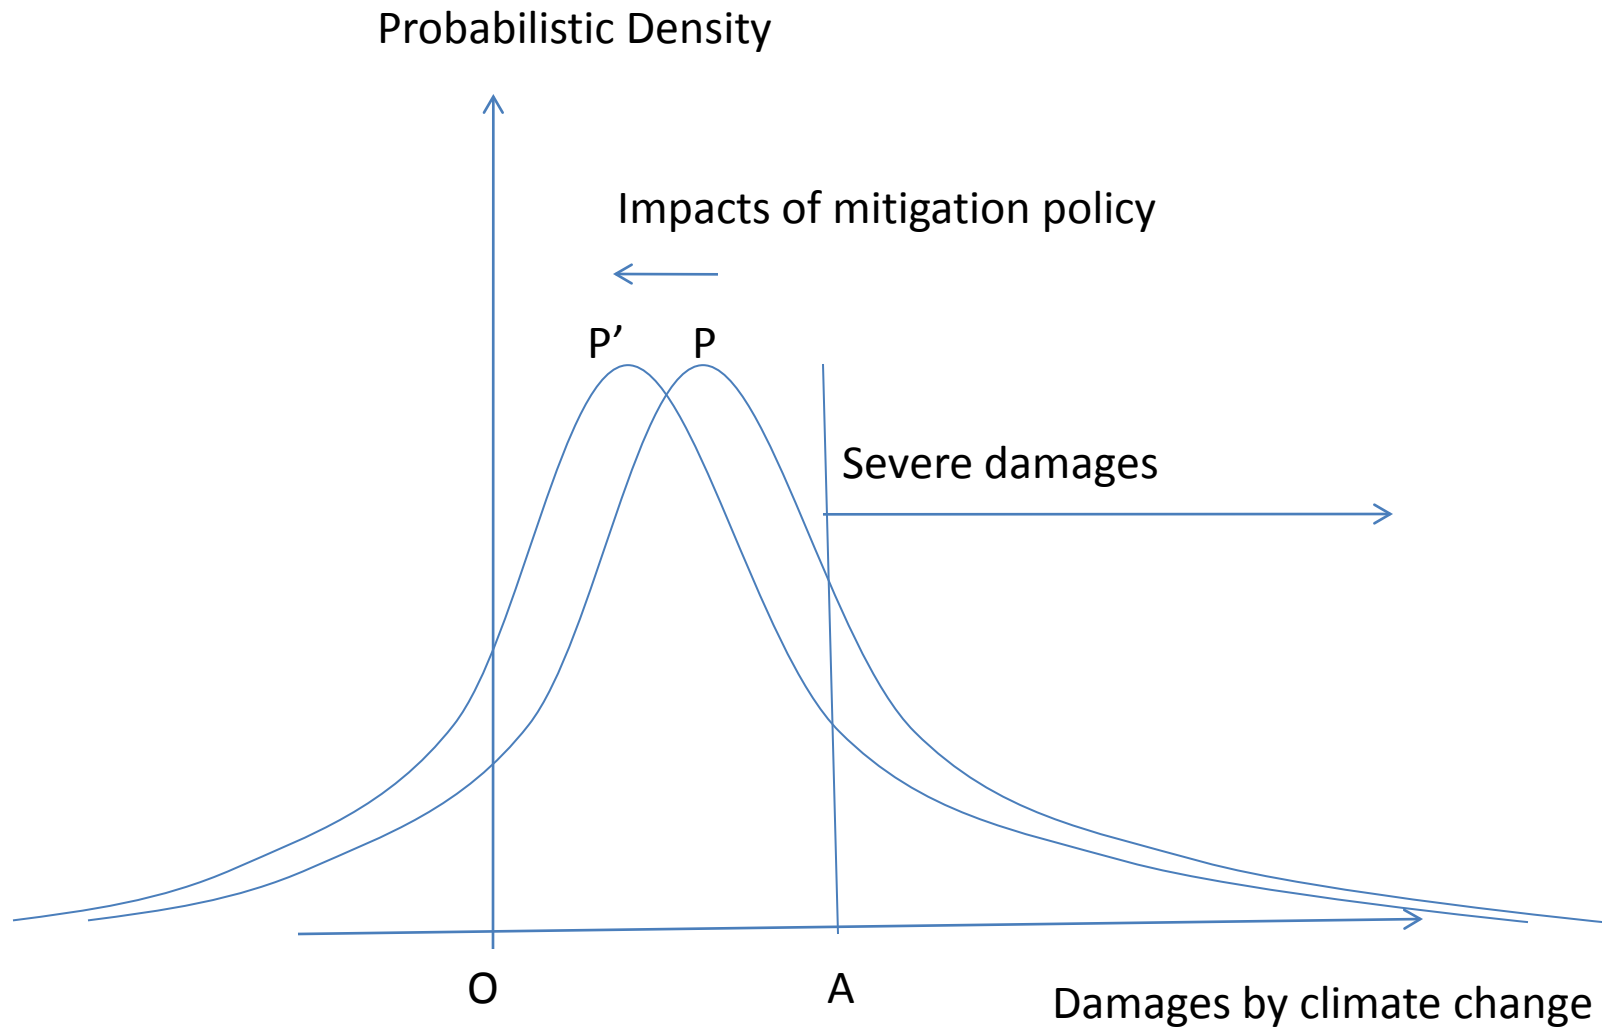 Probabilistic Density
Impacts of mitigation policy
P’ P
Severe damages
O A
Damages by climate change